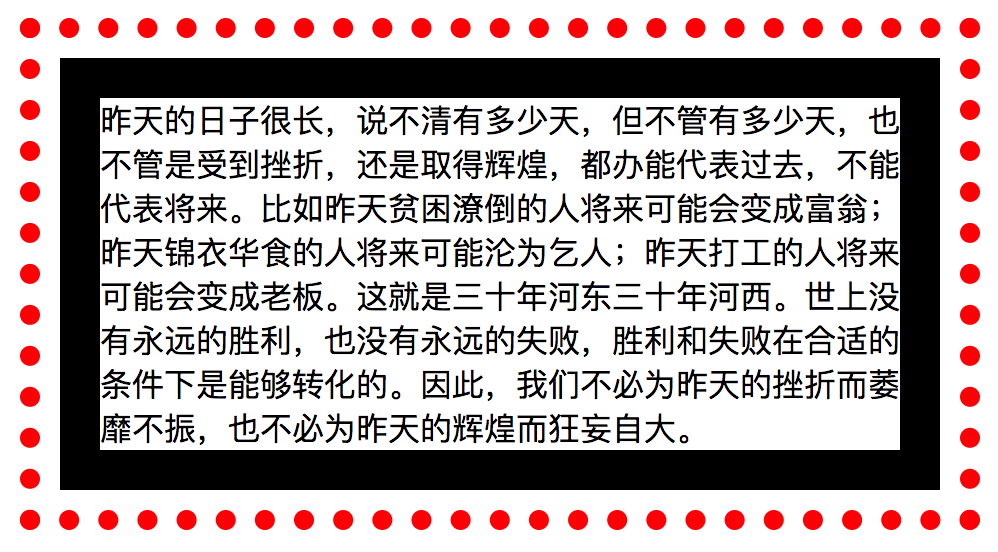 昨天的日子很长，说不清有多少天，但不管有多少天，也
不管是受到挫折，还是取得辉煌，都办能代表过去，不能
代表将来。比如昨天贫困潦倒的人将来可能会变成富翁；
昨天锦衣华食的人将来可能沦为乞人；昨天打工的人将来
可能会变成老板。这就是三十年河东三十年河西。世上没
有永远的胜利，也没有永远的失败，胜利和失败在合适的
条件下是能够转化的。因此，我们不必为昨天的挫折而萎
靡不振，也不必为昨天的辉煌而狂妄自大。